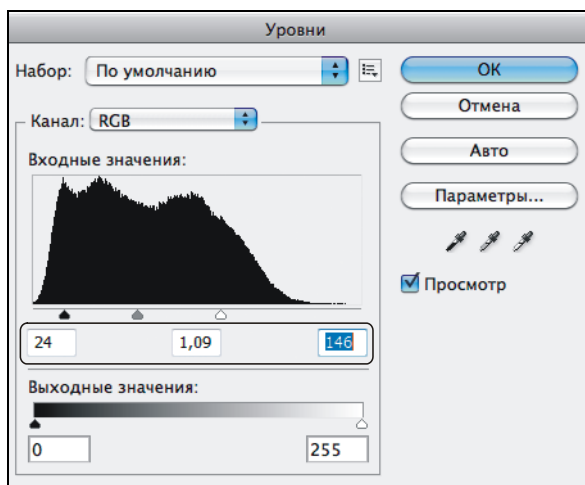 Уровни
Набор: По умолчанию
OK
Отмена
Авто
Параметры...
Просмотр
Канал: RGB
Входные значения:
24 1,09 146
Выходные значения:
0 255